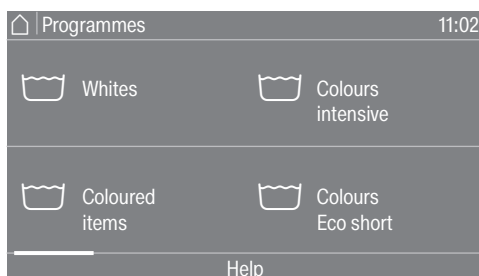 Programmes 11:02
Whites
Colours
intensive
Coloured
items
Colours
Eco short
Help